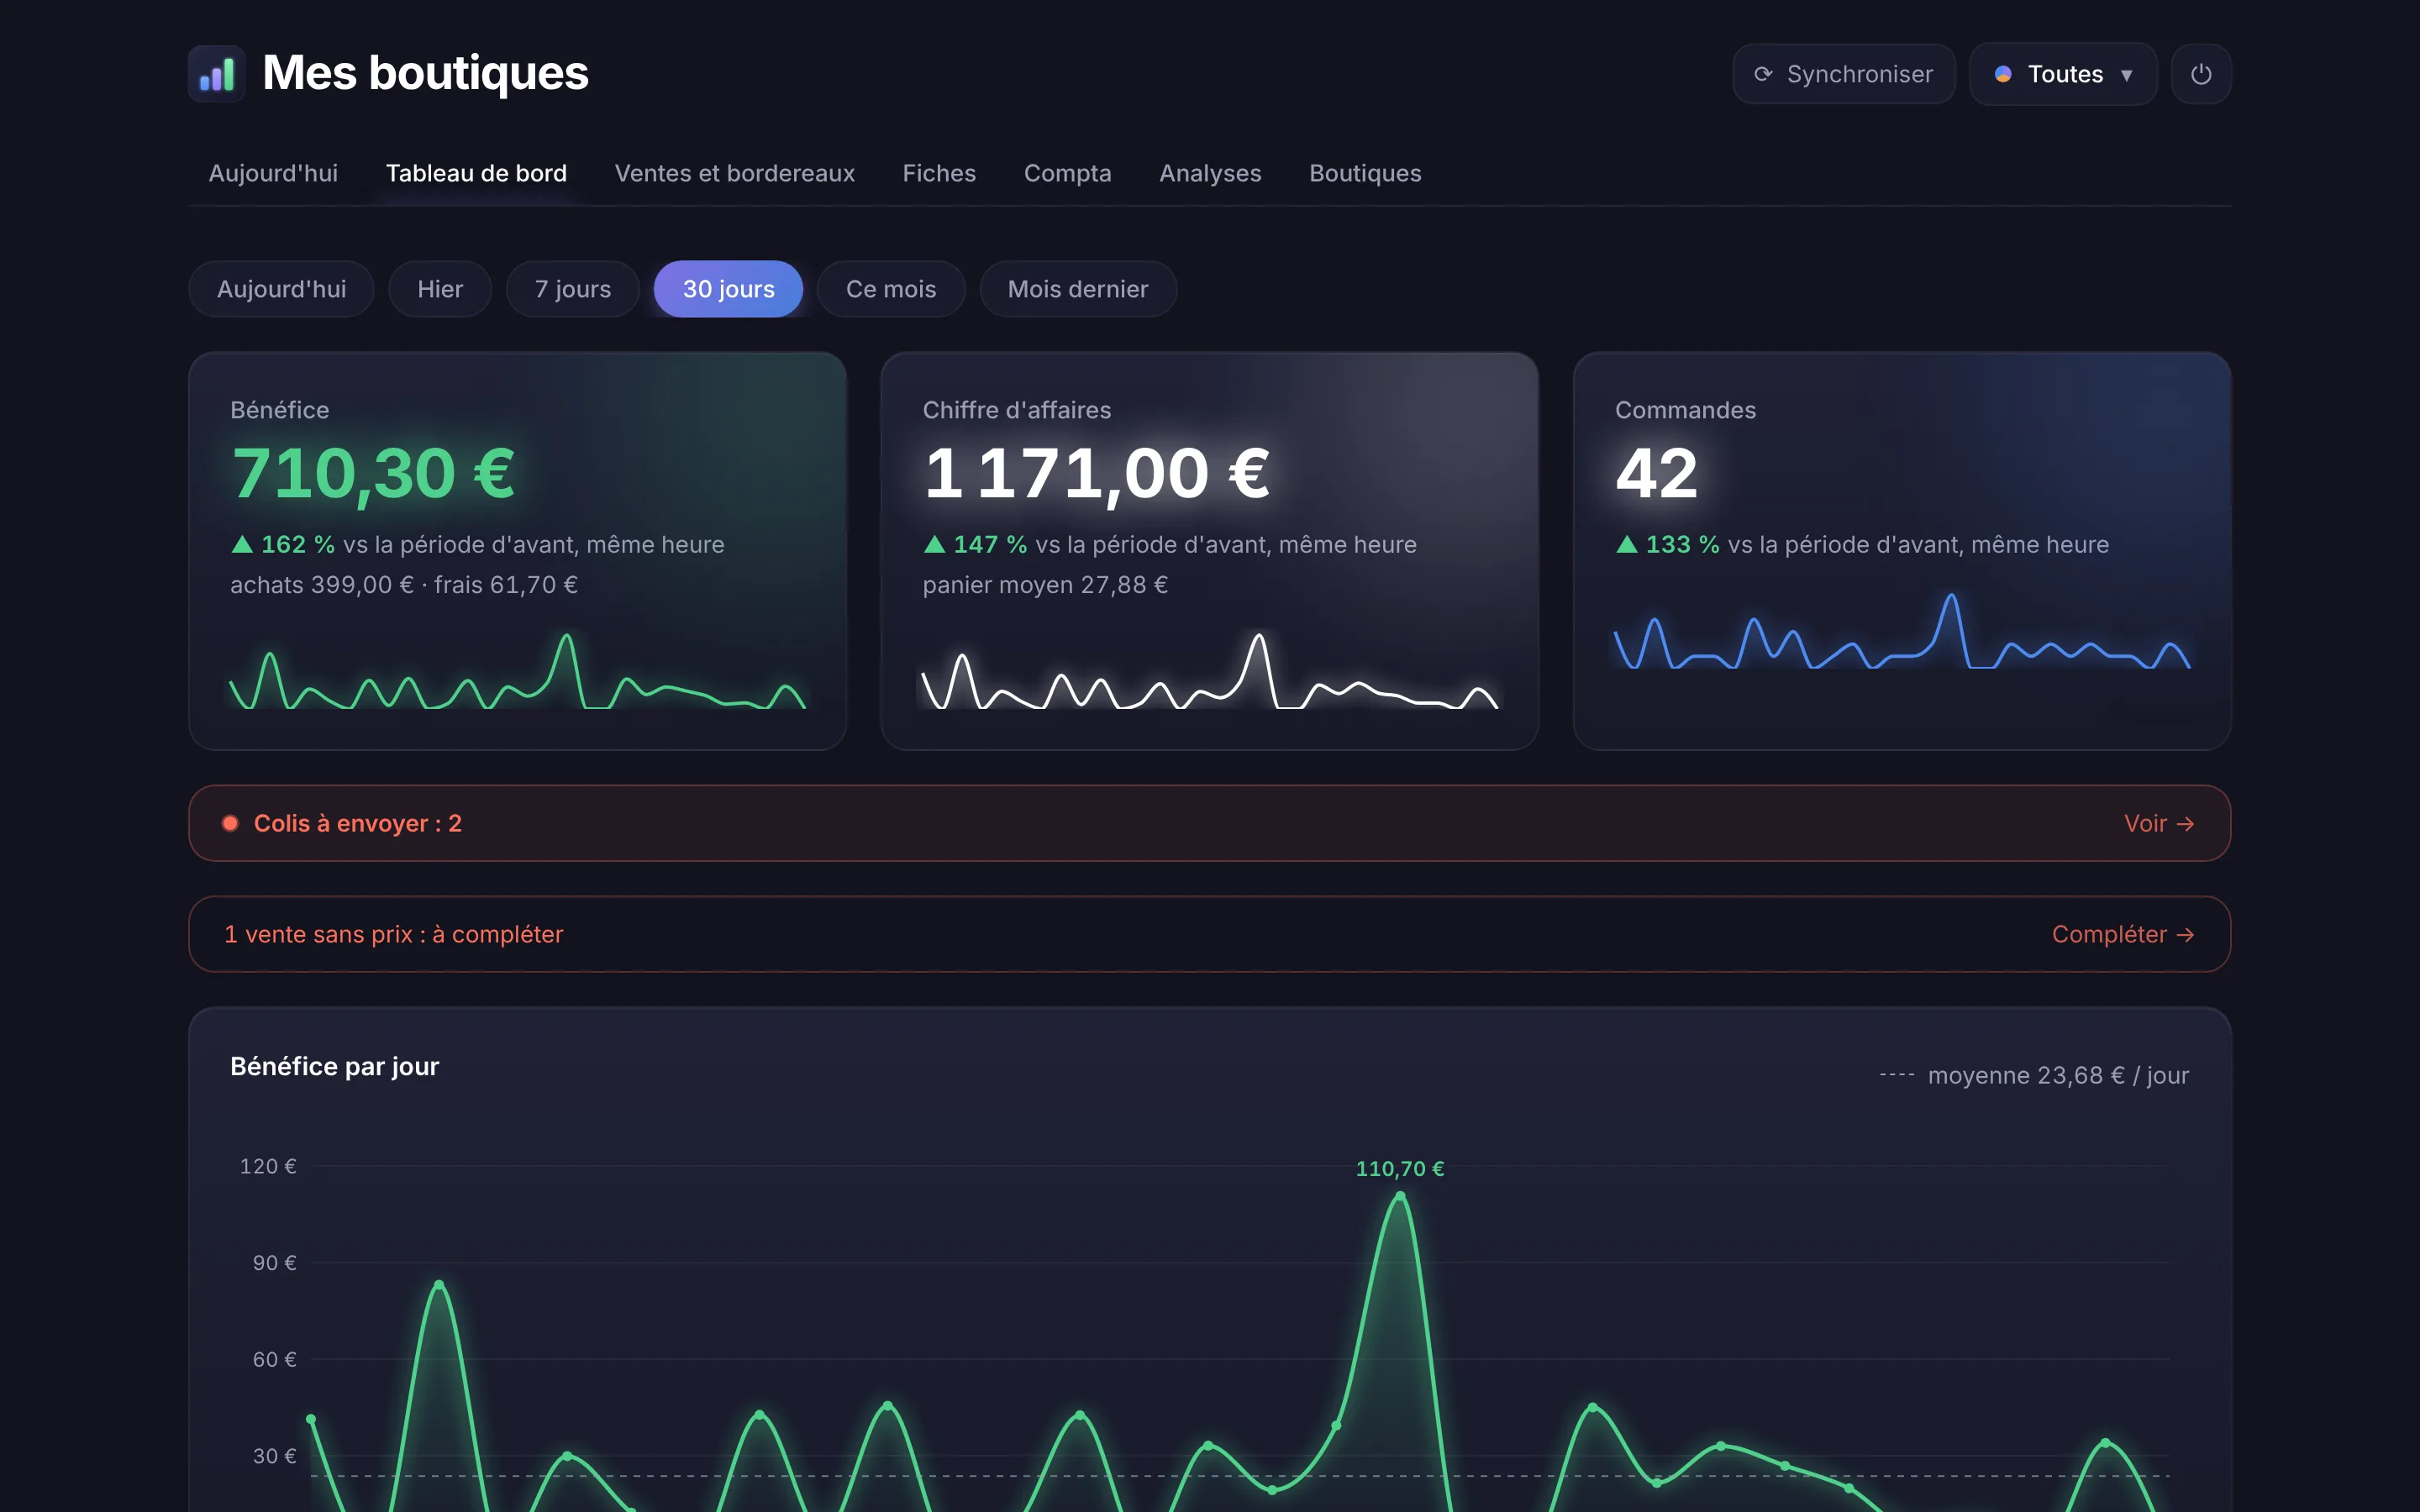 Mes boutiques
⟳ Synchroniser
Toutes ▼
Aujourd'hui Tableau de bord Ventes et bordereaux Fiches Compta Analyses Boutiques
Aujourd'hui Hier 7 jours 30 jours Ce mois Mois dernier
Bénéfice
710,30 €
▲ 162 % vs la période d'avant, même heure
achats 399,00 € · frais 61,70 €
Chiffre d'affaires
1 171,00 €
▲ 147 % vs la période d'avant, même heure
panier moyen 27,88 €
Commandes
42
▲ 133 % vs la période d'avant, même heure
Colis à envoyer : 2
Voir →
1 vente sans prix : à compléter
Compléter →
Bénéfice par jour
moyenne 23,68 € / jour
120 €
110,70 €
90 €
60 €
30 €